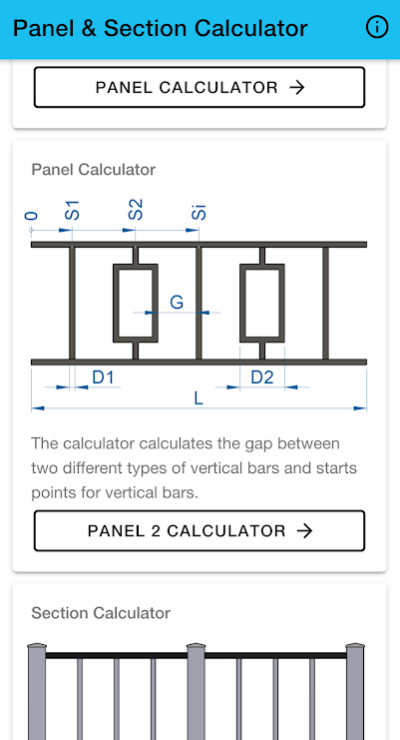 Panel & Section Calculator
PANEL CALCULATOR
Panel Calculator
0 S1 S2 Si
G
D1 D2
L
The calculator calculates the gap between
two different types of vertical bars and starts
points for vertical bars.
PANEL 2 CALCULATOR
Section Calculator